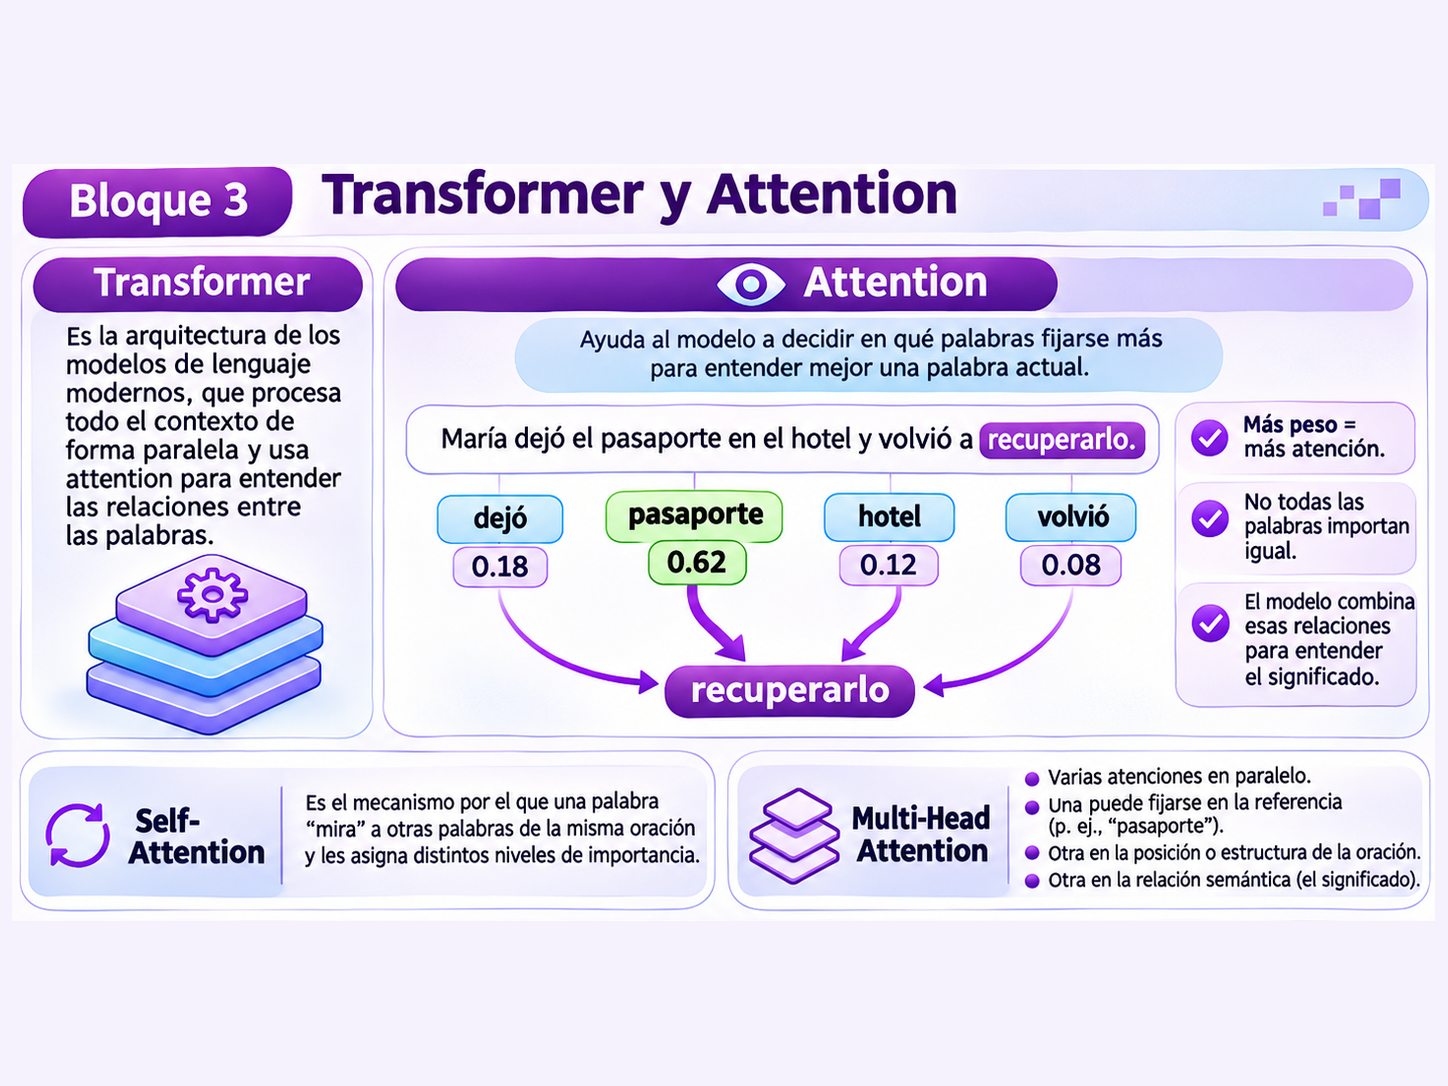 Bloque 3
Transformer y Attention
Transformer
Es la arquitectura de los
modelos de lenguaje
modernos, que procesa
todo el contexto de
forma paralela y usa
attention para entender
las relaciones entre
las palabras.
Attention
Ayuda al modelo a decidir en qué palabras fijarse más
para entender mejor una palabra actual.
María dejó el pasaporte en el hotel y volvió a recuperarlo.
dejó
0.18
pasaporte
0.62
hotel
0.12
volvió
0.08
recuperarlo
Más peso =
más atención.
No todas las
palabras importan
igual.
El modelo combina
esas relaciones
para entender
el significado.
Self-
Attention
Es el mecanismo por el que una palabra
“mira” a otras palabras de la misma oración
y les asigna distintos niveles de importancia.
Multi-Head
Attention
Varias atenciones en paralelo.
Una puede fijarse en la referencia
(p. ej., “pasaporte”).
Otra en la posición o estructura de la oración.
Otra en la relación semántica (el significado).